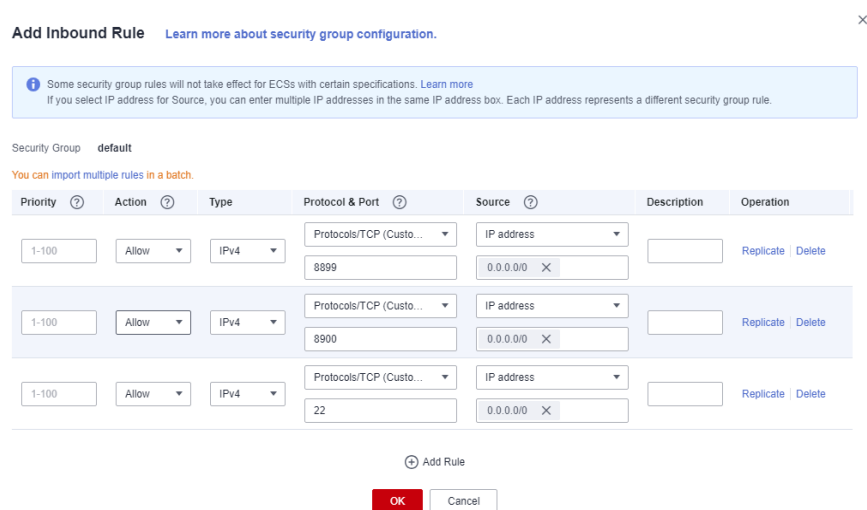 Add Inbound Rule Learn more about security group configuration.
Some security group rules will not take effect for ECSs with certain specifications. Learn more
If you select IP address for Source, you can enter multiple IP addresses in the same IP address box. Each IP address represents a different security group rule.
Security Group default
You can import multiple rules in a batch.
Priority ? Action ? Type Protocol & Port ? Source ? Description Operation
Protocols/TCP (Custo... IP address
1-100 Allow IPv4 Replicate Delete
8899 0.0.0.0/0
Protocols/TCP (Custo... IP address
1-100 Allow IPv4 Replicate Delete
8900 0.0.0.0/0
Protocols/TCP (Custo... IP address
1-100 Allow IPv4 Replicate Delete
22 0.0.0.0/0
Add Rule
OK Cancel